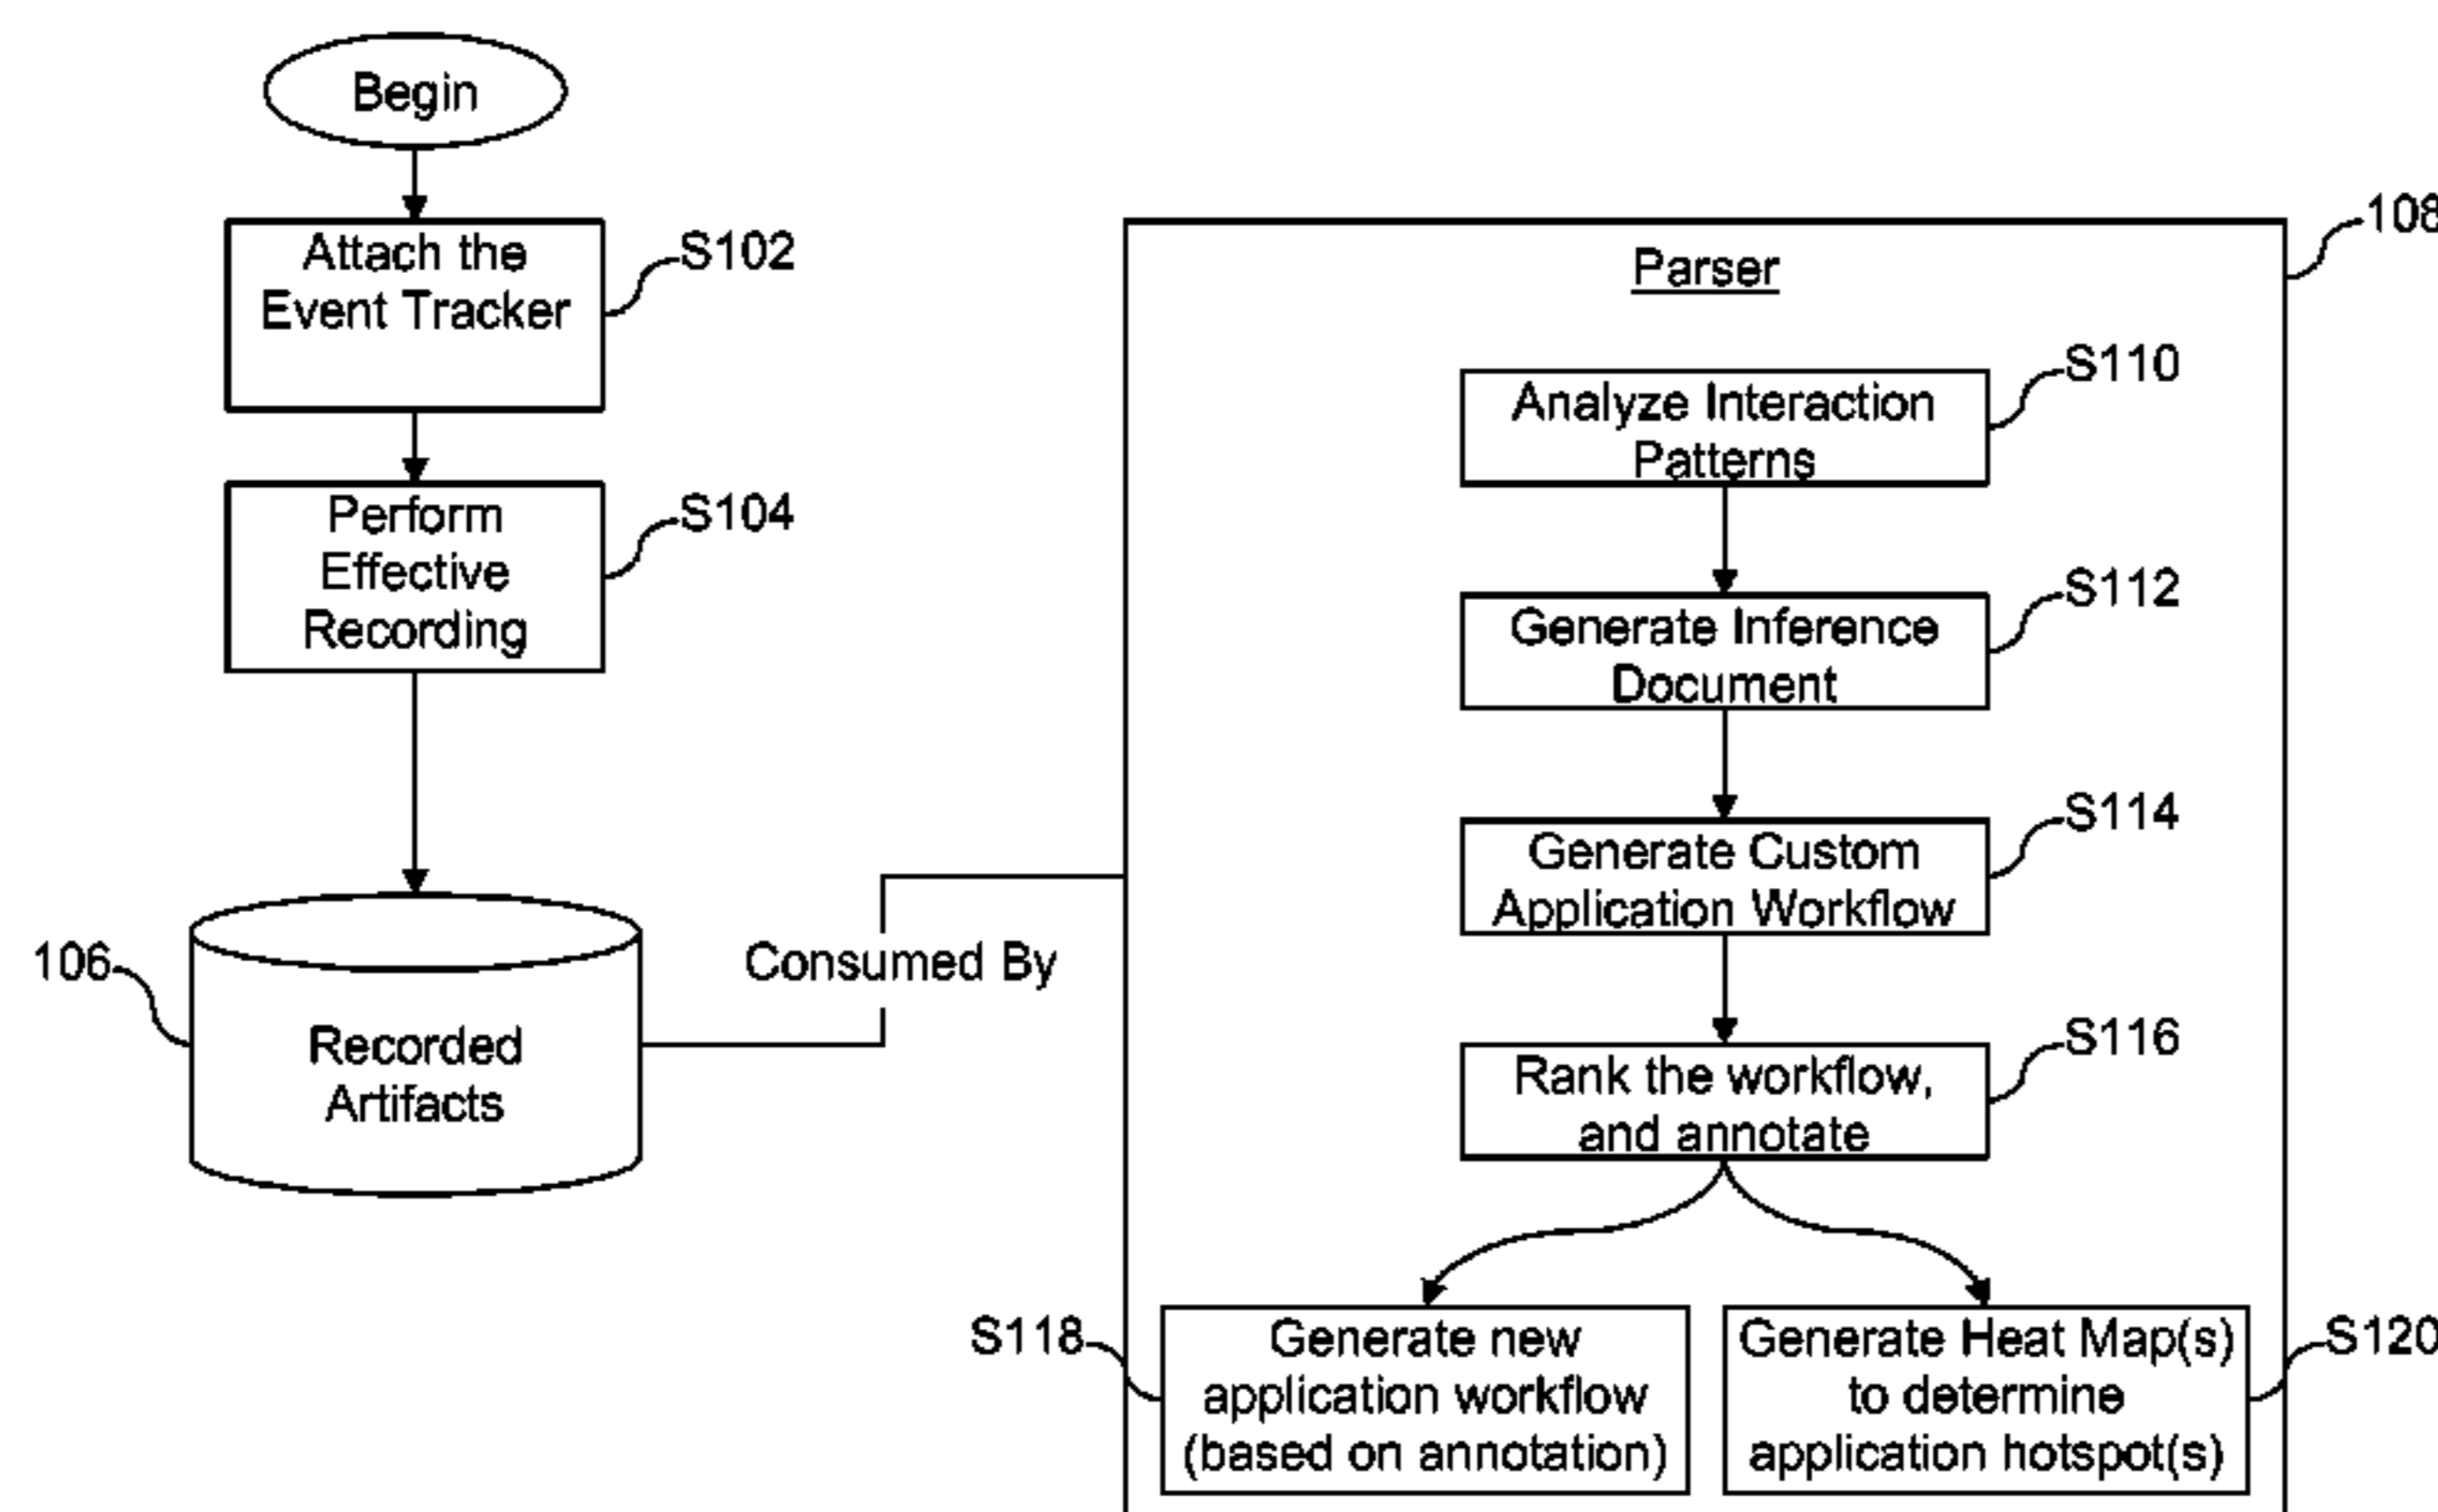 Begin
Attach the
Event Tracker
S102
Perform
Effective
Recording
S104
106
Recorded
Artifacts
Consumed By
108
Parser
Analyze Interaction
Patterns
S110
Generate Inference
Document
S112
Generate Custom
Application Workflow
S114
Rank the workflow,
and annotate
S116
S118
Generate new
application workflow
(based on annotation)
Generate Heat Map(s)
to determine
application hotspot(s)
S120